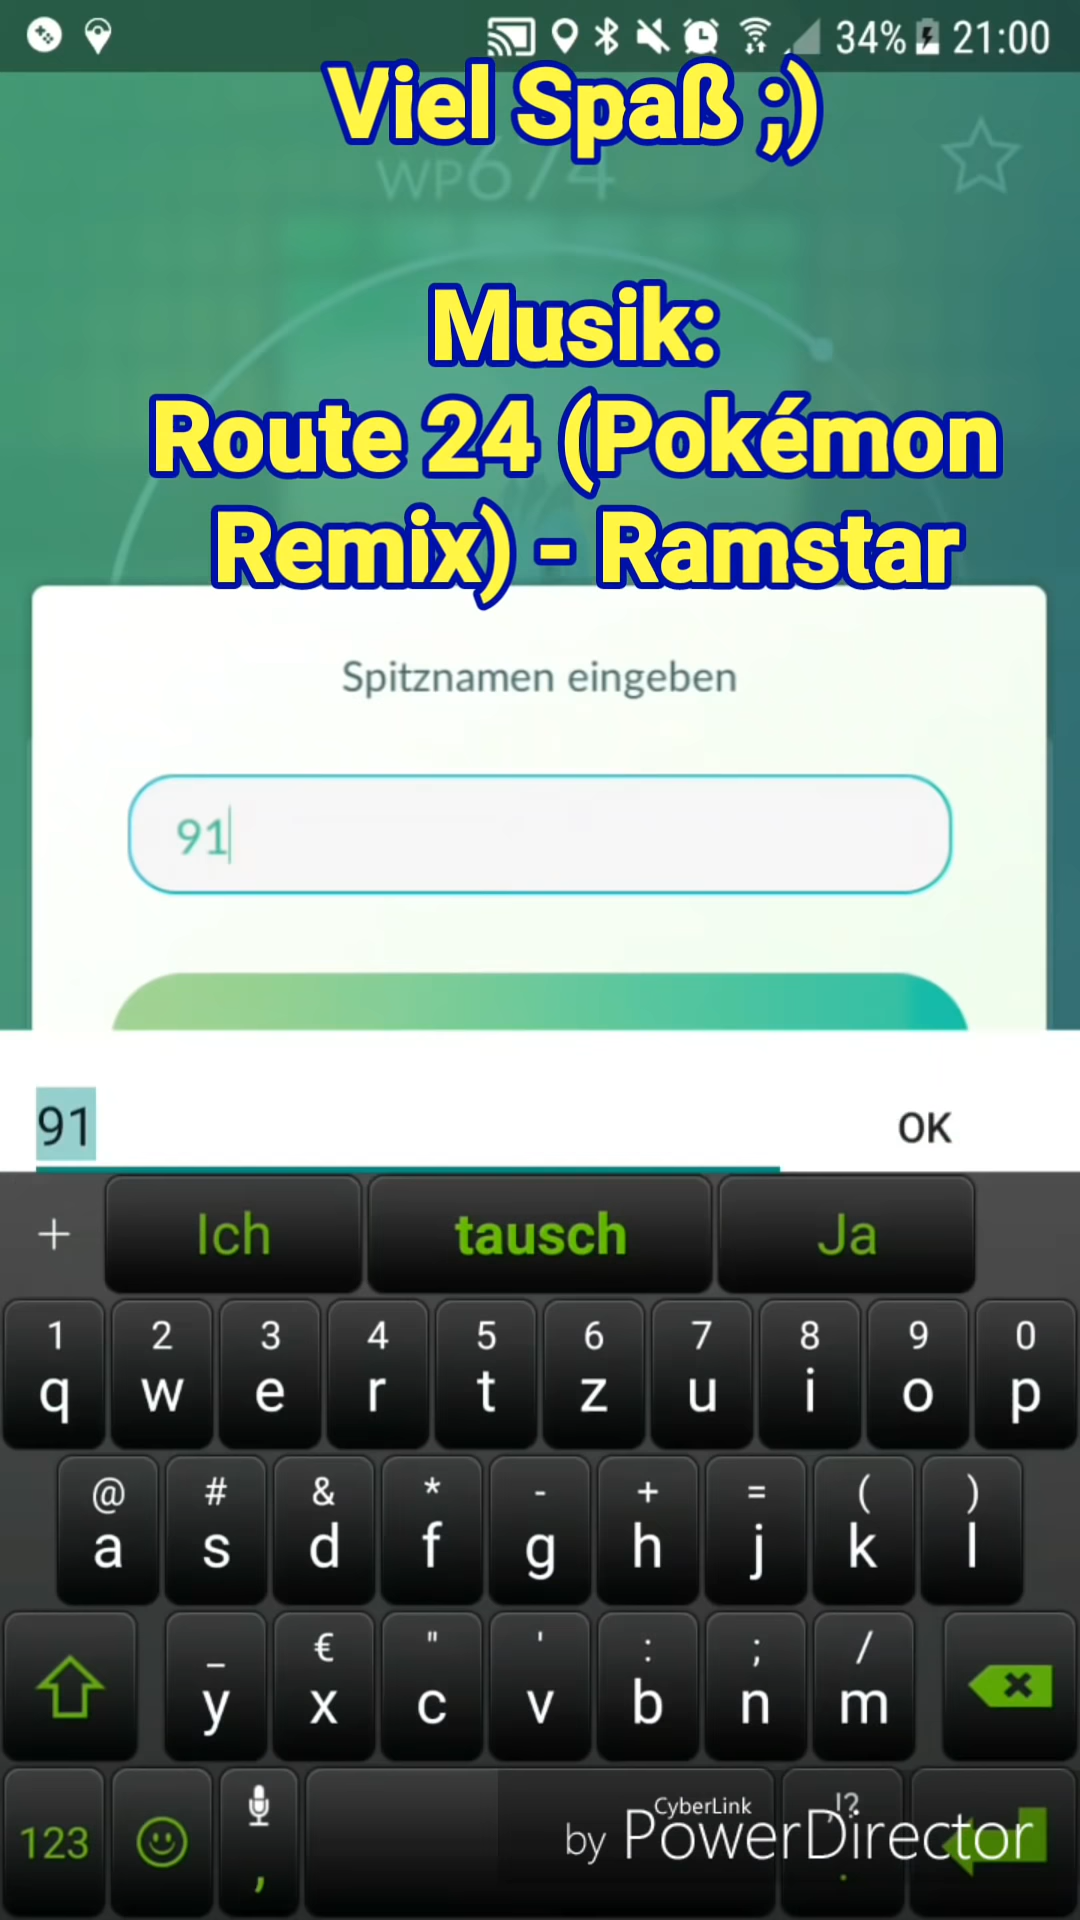 34% 21:00
Viel Spaß ;)
WP674
Musik:
Route 24 (Pokémon
Remix) - Ramstar
Spitznamen eingeben
91
91 OK
+ Ich tausch Ja
1 2 3 4 5 6 7 8 9 0
q w e r t z u i o p
@ # & * - + = ( )
a s d f g h j k l
_ € " ' : ; /
y x c v b n m
123 , !? .
CyberLink
by PowerDirector